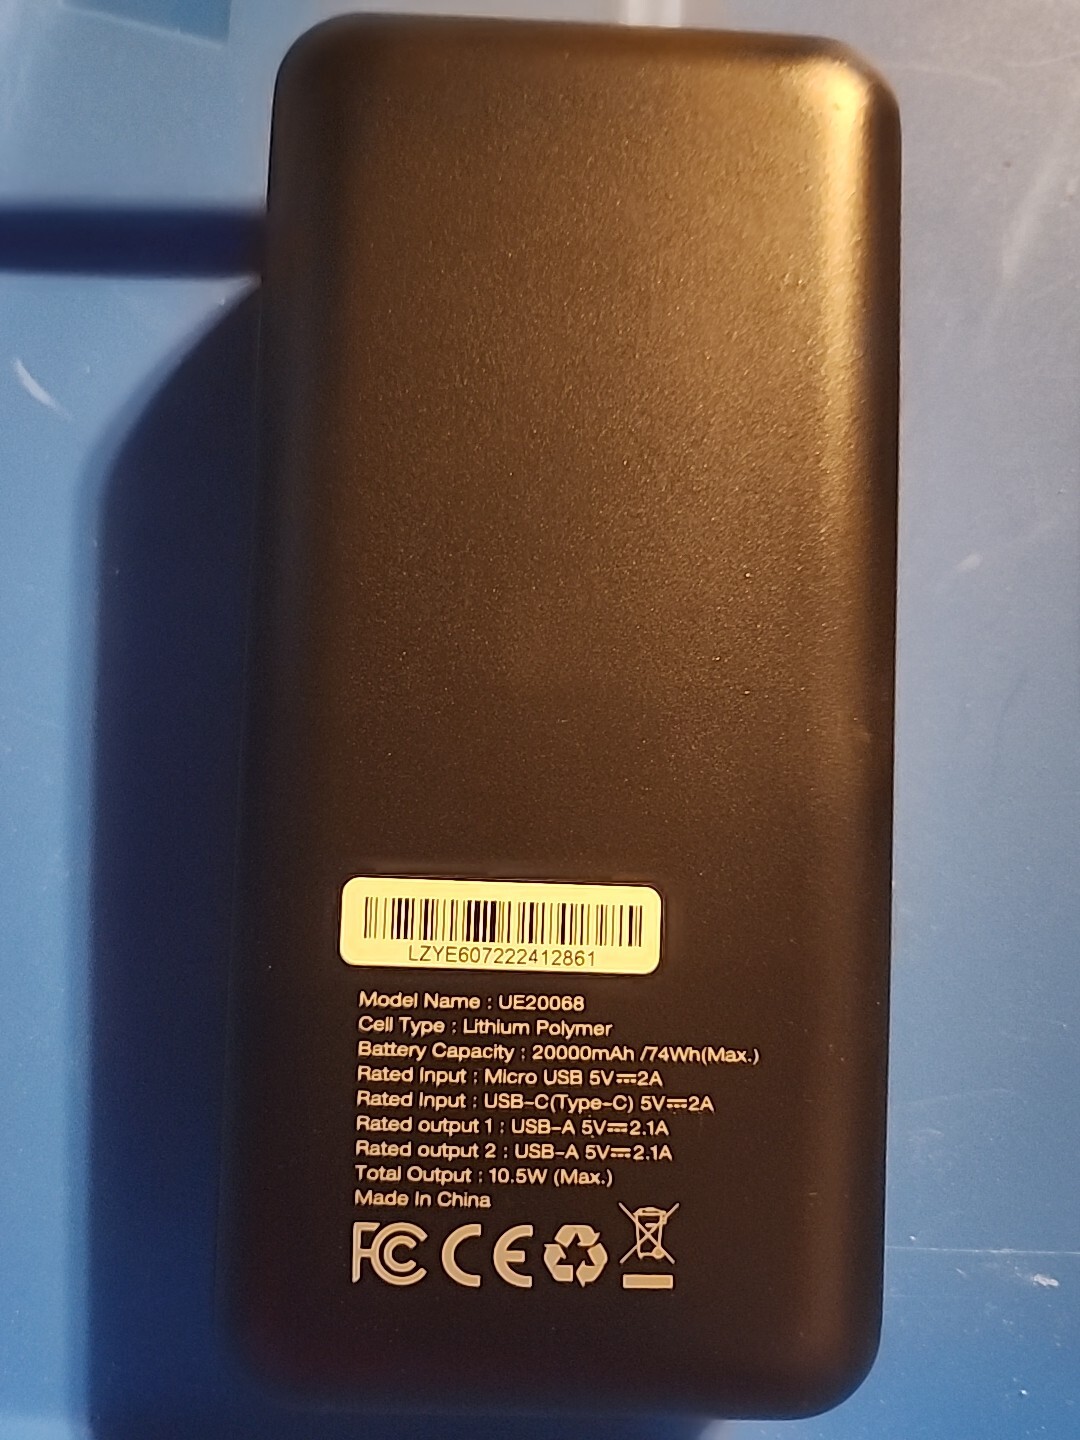 LZYE607222412861
Model Name : UE20068
Cell Type : Lithium Polymer
Battery Capacity : 20000mAh /74Wh(Max.)
Rated Input : Micro USB 5V⎓2A
Rated Input : USB-C(Type-C) 5V⎓2A
Rated output 1 : USB-A 5V⎓2.1A
Rated output 2 : USB-A 5V⎓2.1A
Total Output : 10.5W (Max.)
Made In China
FC CE